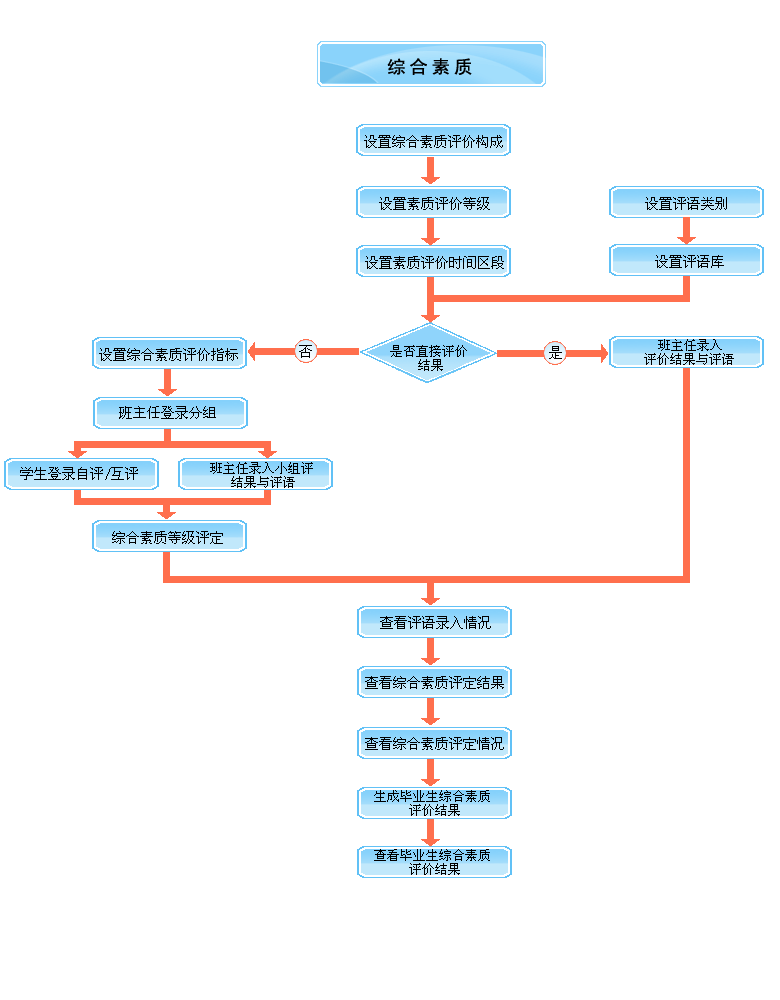 综合素质
设置综合素质评价构成
设置素质评价等级
设置评语类别
设置素质评价时间区段
设置评语库
设置综合素质评价指标
否
是否直接评价
结果
是
班主任录入
评价结果与评语
班主任登录分组
学生登录自评/互评
班主任录入小组评
结果与评语
综合素质等级评定
查看评语录入情况
查看综合素质评定结果
查看综合素质评定情况
生成毕业生综合素质
评价结果
查看毕业生综合素质
评价结果